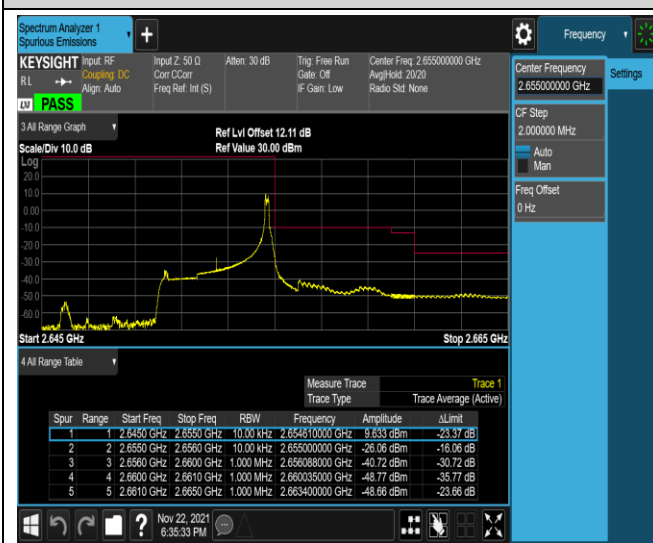 Spectrum Analyzer 1
Spurious Emissions
+
Frequency
KEYSIGHT Input: RF Input Z: 50 Ω Atten: 30 dB Trig: Free Run Center Freq: 2.655000000 GHz
RL Coupling: DC Corr CCorr Gate: Off Avg|Hold: 20/20
Align: Auto Freq Ref: Int (S) IF Gain: Low Radio Std: None
LXI PASS
Center Frequency
2.655000000 GHz
Settings
CF Step
2.000000 MHz
Auto
Man
Freq Offset
0 Hz
3 All Range Graph
Ref Lvl Offset 12.11 dB
Scale/Div 10.0 dB Ref Value 30.00 dBm
Log
20.0
10.0
0.00
-10.0
-20.0
-30.0
-40.0
-50.0
-60.0
Start 2.645 GHz Stop 2.665 GHz
4 All Range Table
Measure Trace Trace 1
Trace Type Trace Average (Active)
Spur Range Start Freq Stop Freq RBW Frequency Amplitude ΔLimit
1 1 2.6450 GHz 2.6550 GHz 10.00 kHz 2.654610000 GHz 9.633 dBm -23.37 dB
2 2 2.6550 GHz 2.6560 GHz 10.00 kHz 2.655000000 GHz -26.06 dBm -16.06 dB
3 3 2.6560 GHz 2.6600 GHz 1.000 MHz 2.656088000 GHz -40.72 dBm -30.72 dB
4 4 2.6600 GHz 2.6610 GHz 1.000 MHz 2.660035000 GHz -48.77 dBm -35.77 dB
5 5 2.6610 GHz 2.6650 GHz 1.000 MHz 2.663400000 GHz -48.66 dBm -23.66 dB
? Nov 22, 2021
6:35:33 PM